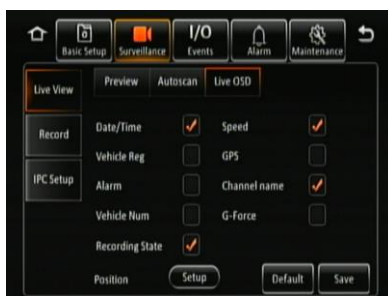 I/O
Basic Setup Surveillance Events Alarm Maintenance
Live View Preview Autoscan Live OSD
Record Date/Time Speed
Vehicle Reg GPS
IPC Setup Alarm Channel name
Vehicle Num G-Force
Recording State
Position Setup Default Save